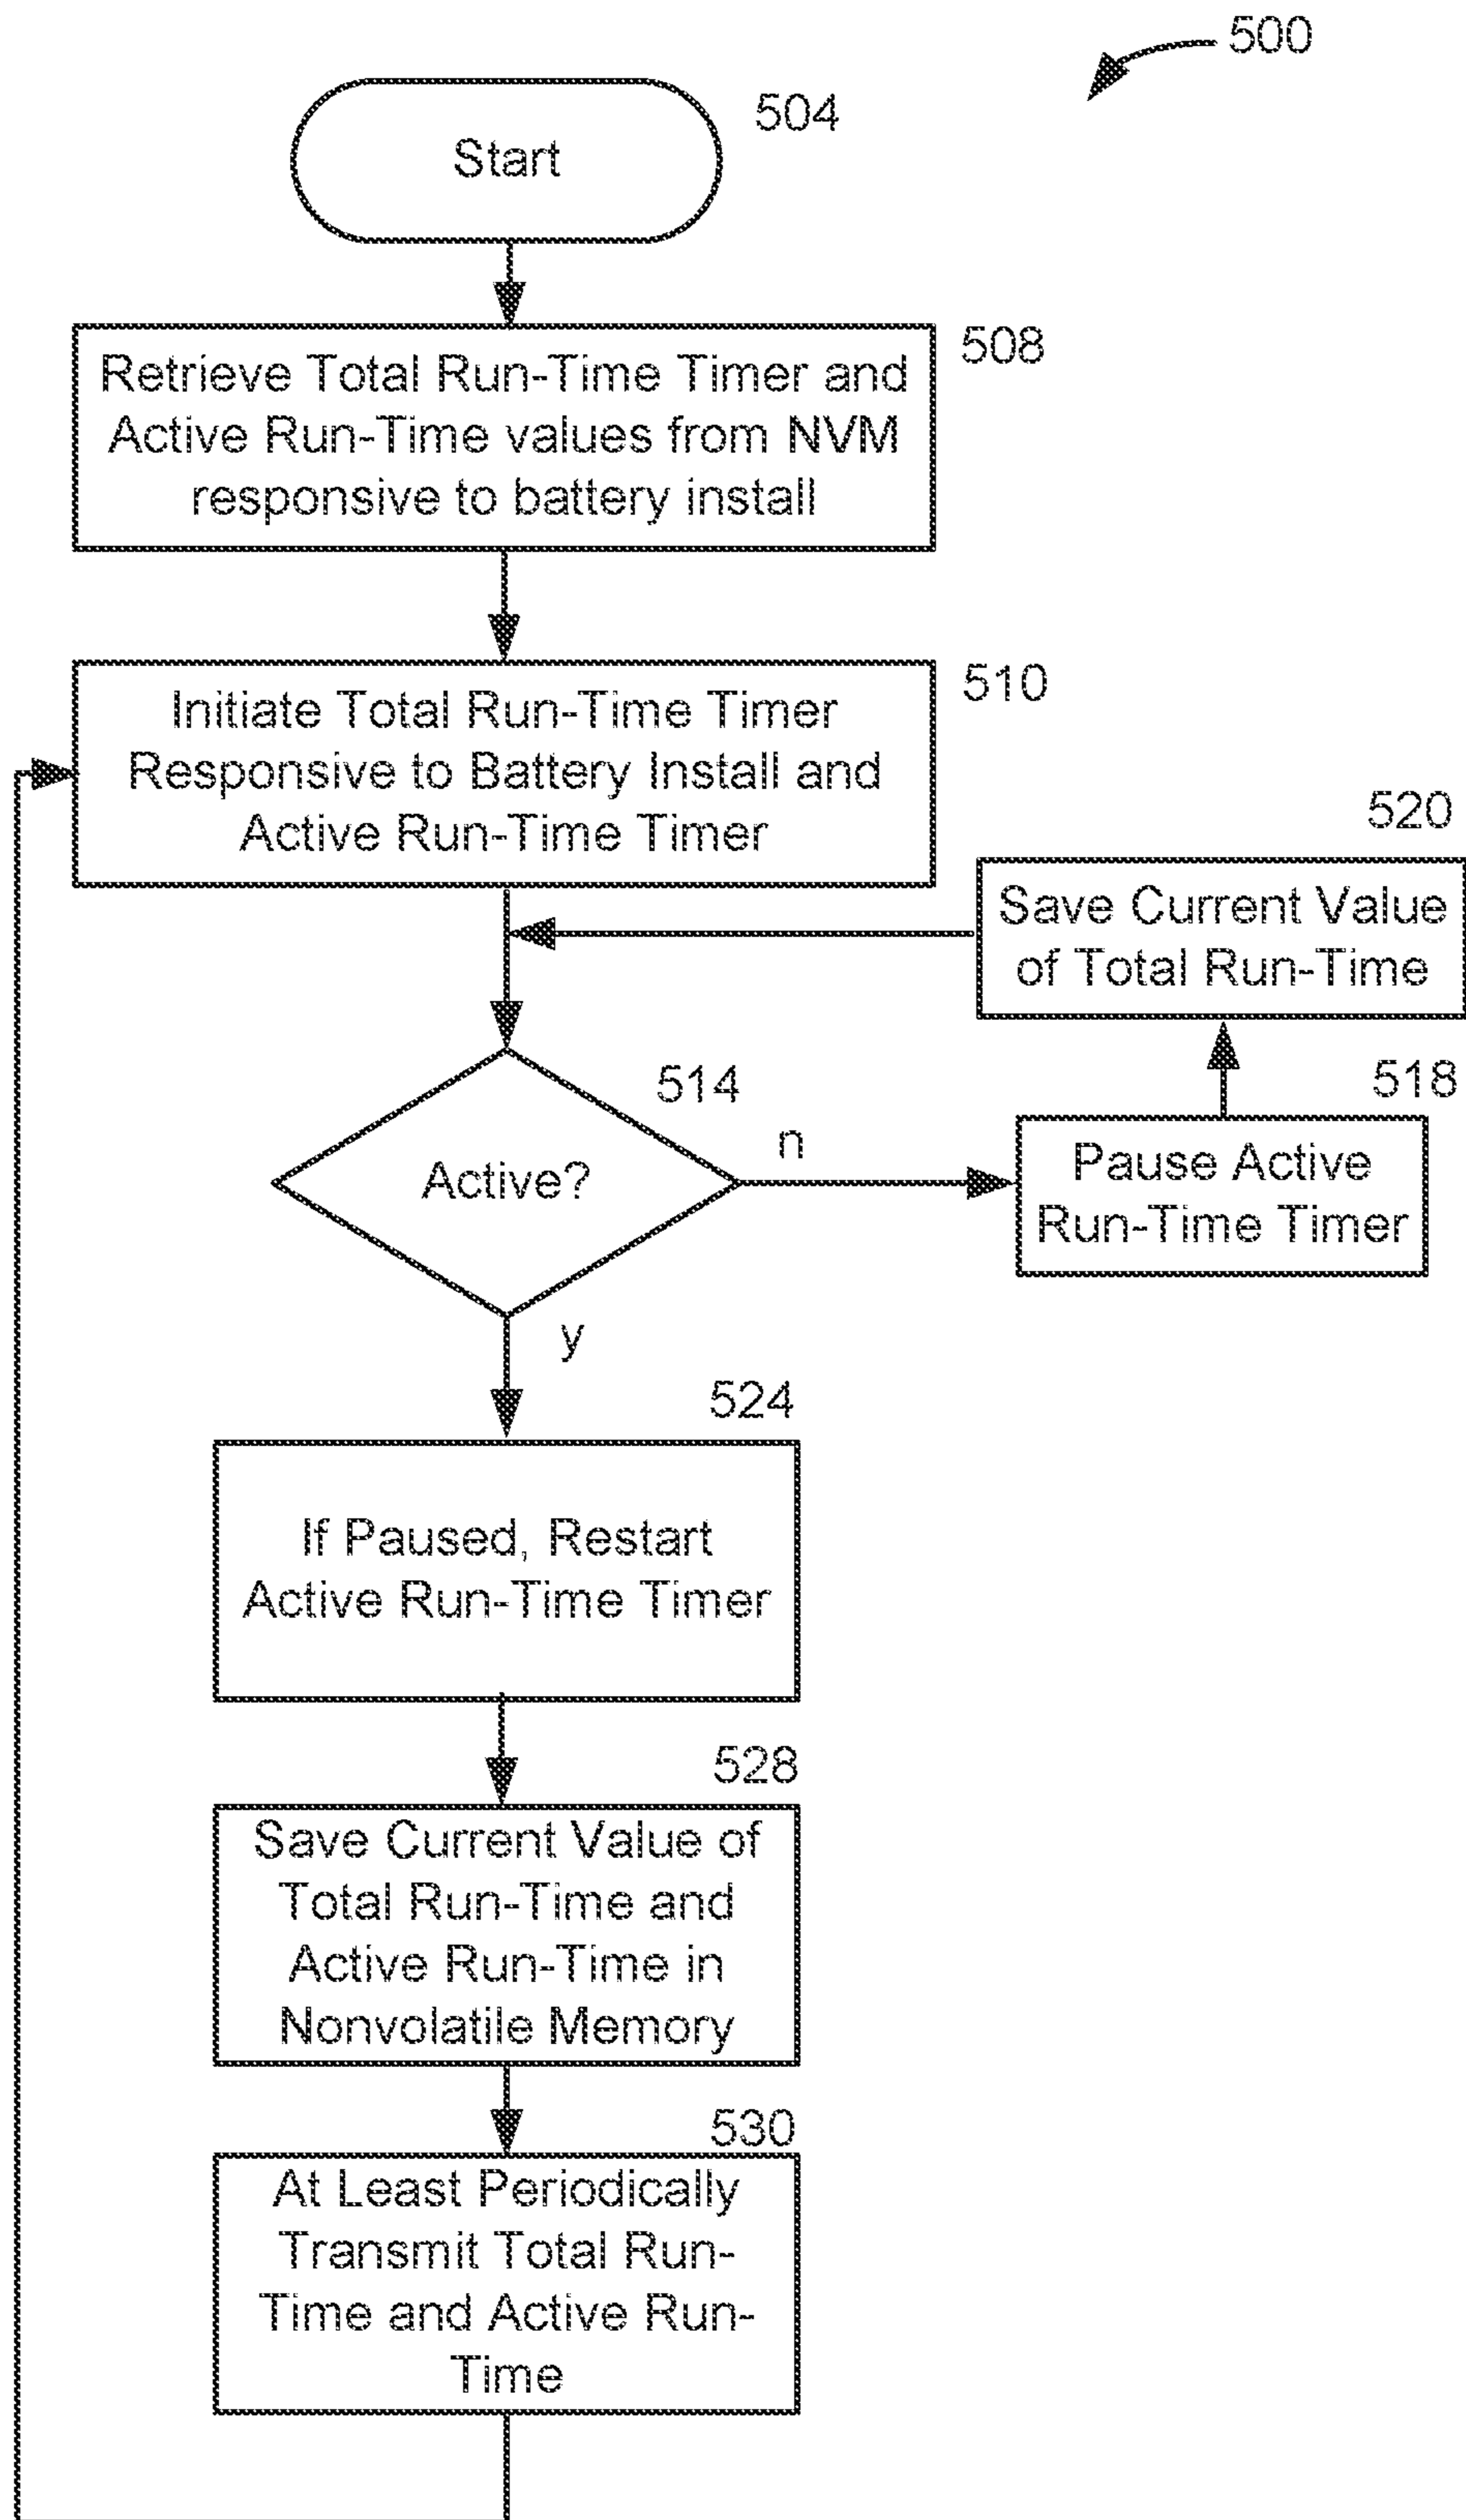 500
504
Start
508
Retrieve Total Run-Time Timer and
Active Run-Time values from NVM
responsive to battery install
510
Initiate Total Run-Time Timer
Responsive to Battery Install and
Active Run-Time Timer
520
Save Current Value
of Total Run-Time
514
Active?
n
518
Pause Active
Run-Time Timer
y
524
If Paused, Restart
Active Run-Time Timer
528
Save Current Value of
Total Run-Time and
Active Run-Time in
Nonvolatile Memory
530
At Least Periodically
Transmit Total Run-
Time and Active Run-
Time